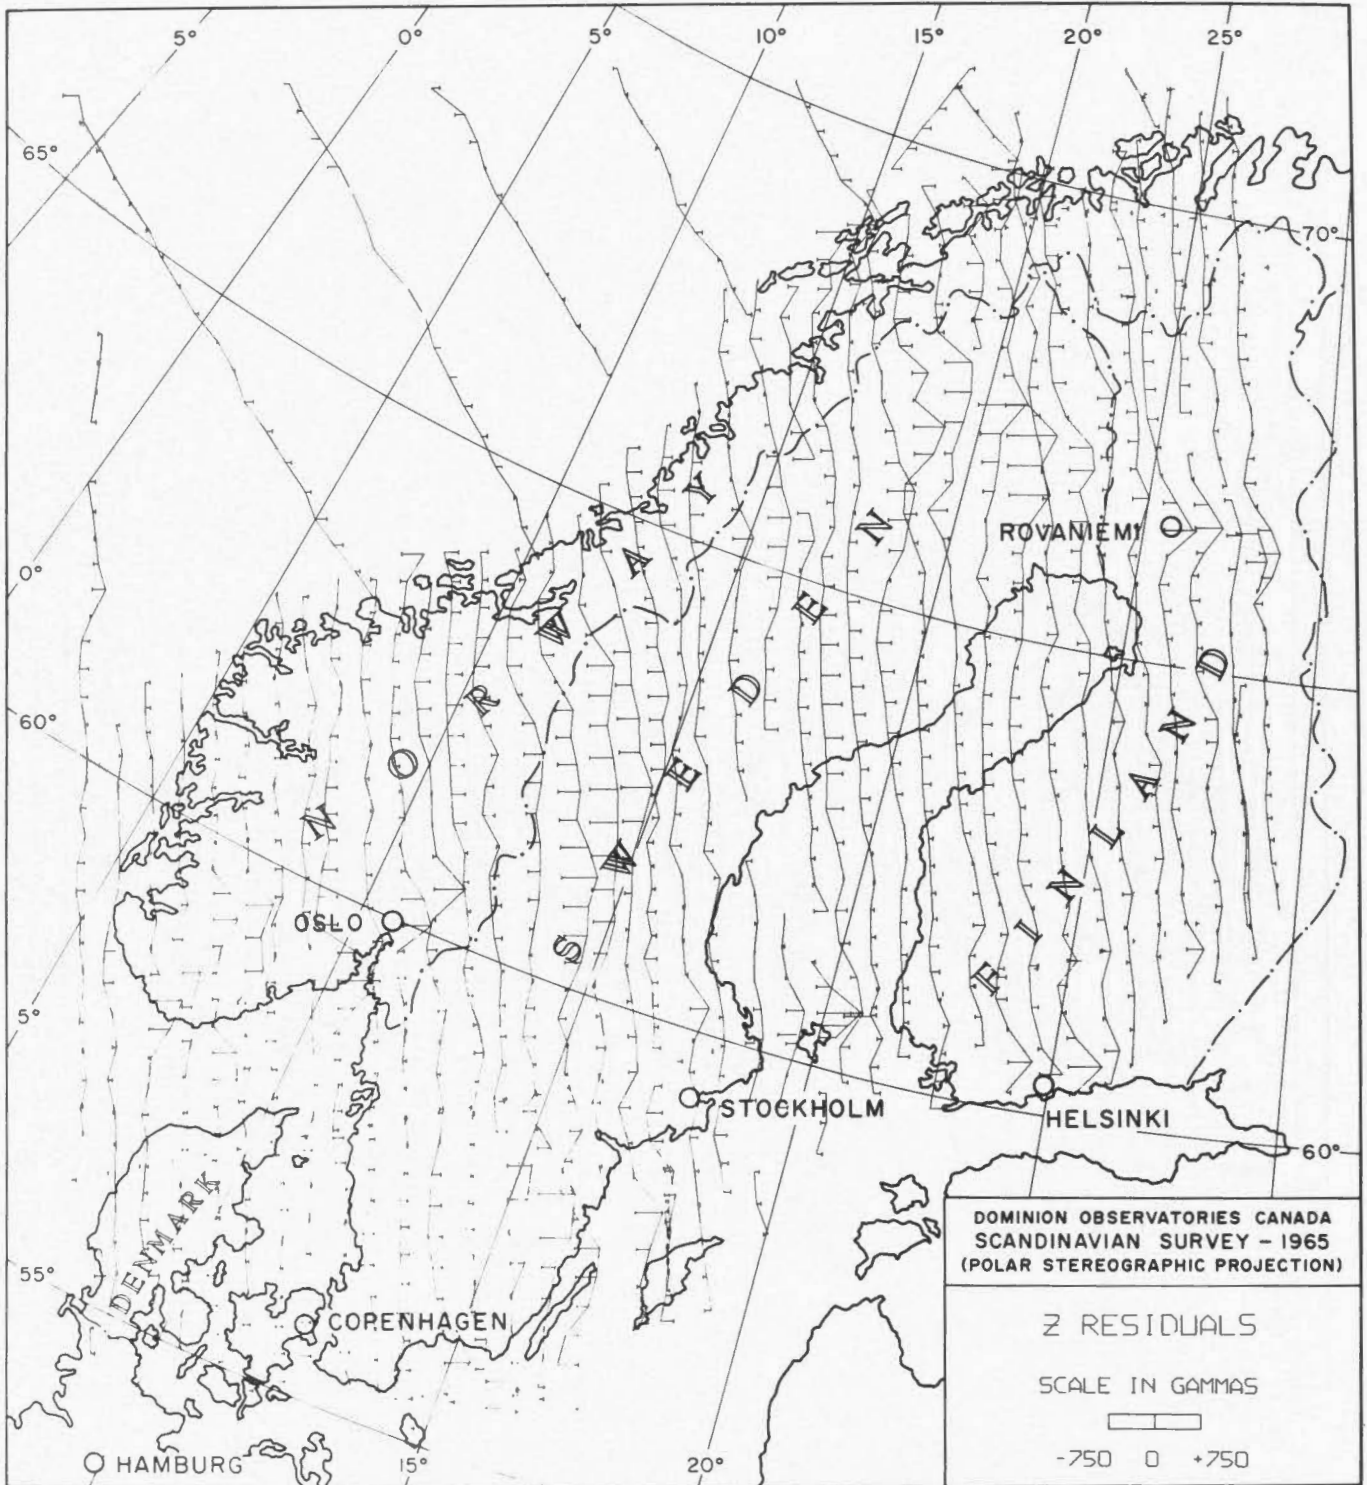 5° 0° 5° 10° 15° 20° 25°
65°
70°
ROVANIEMI
0°
60°
NORWAY
SWEDEN
FINLAND
OSLO
5°
STOCKHOLM
HELSINKI
60°
DENMARK
55°
COPENHAGEN
HAMBURG
15°
20°
DOMINION OBSERVATORIES CANADA
SCANDINAVIAN SURVEY - 1965
(POLAR STEREOGRAPHIC PROJECTION)
Z RESIDUALS
SCALE IN GAMMAS
-750 0 +750